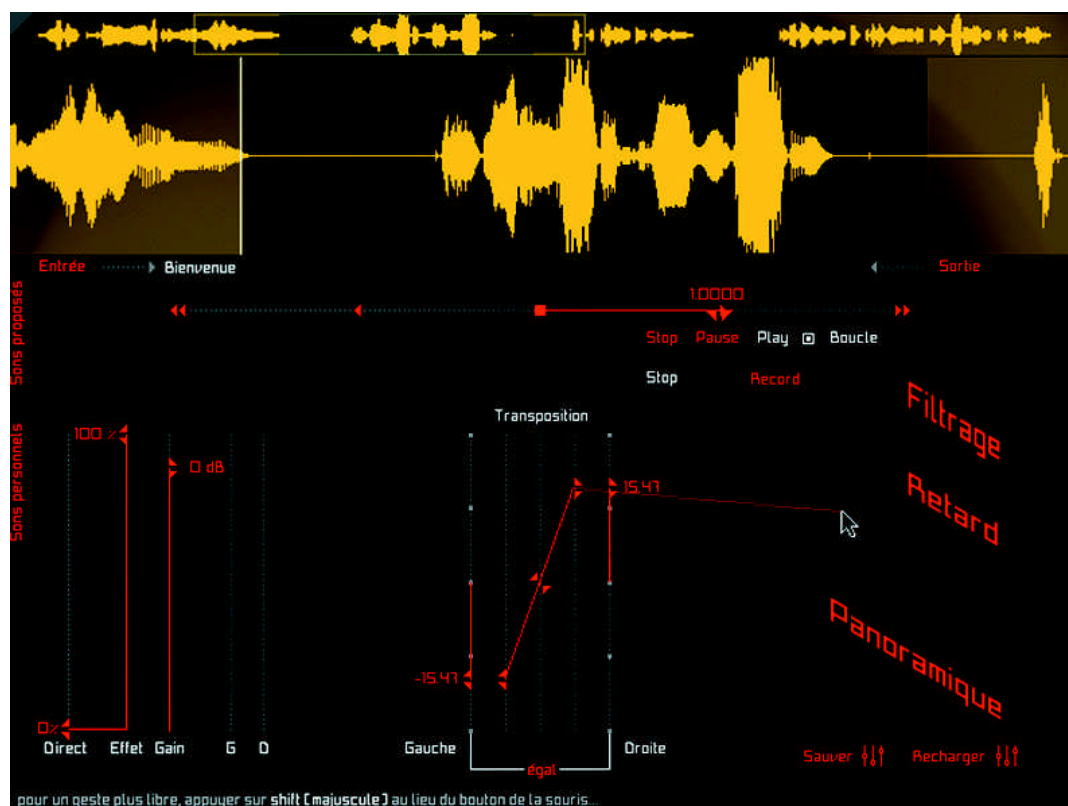 Entrée
Bienvenue
Sortie
Sons proposés
1.0000
Stop Pause Play Boucle
Stop Record
Filtrage
Transposition
Sons personnels
100 %
0 dB
15.47
Retard
Panoramique
-15.47
0%
Direct Effet Gain G D
Gauche Droite
égal
Sauver Recharger
pour un geste plus libre, appuyer sur shift [majuscule] au lieu du bouton de la souris...